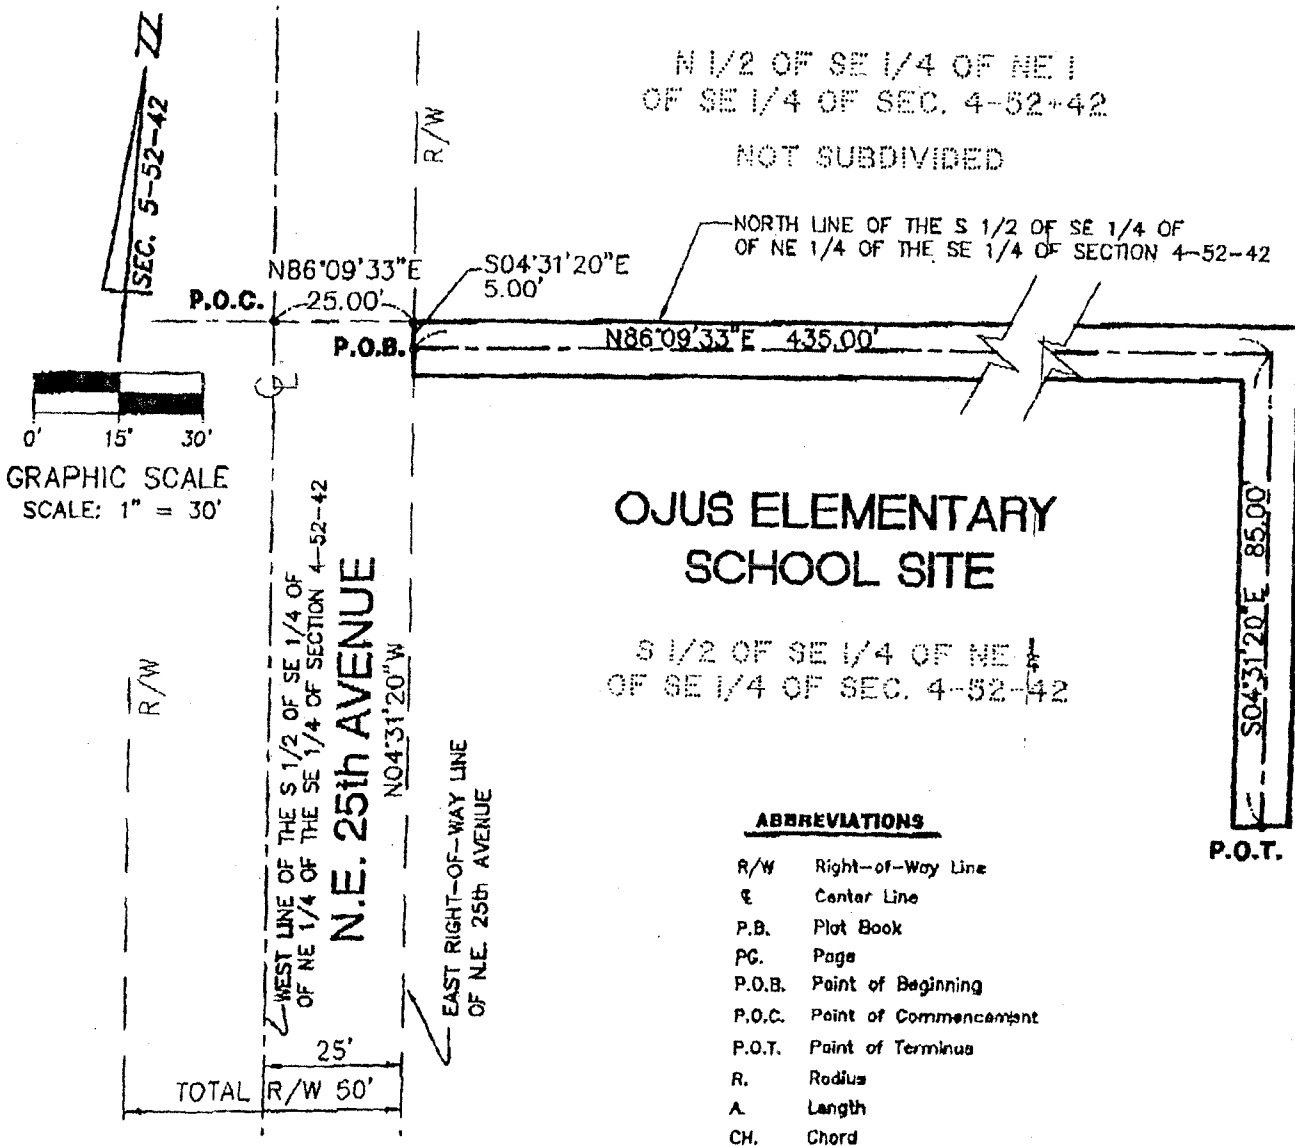 Z
SEC. 5-52-42
R/W
N 1/2 OF SE 1/4 OF NE 1
OF SE 1/4 OF SEC. 4-52-42
NOT SUBDIVIDED
NORTH LINE OF THE S 1/2 OF SE 1/4 OF
OF NE 1/4 OF THE SE 1/4 OF SECTION 4-52-42
N86°09'33"E
25.00'
S04°31'20"E
5.00'
P.O.C.
P.O.B.
N86°09'33"E 435.00'
℄
0' 15' 30'
GRAPHIC SCALE
SCALE: 1" = 30'
OJUS ELEMENTARY
SCHOOL SITE
S 1/2 OF SE 1/4 OF NE
OF SE 1/4 OF SEC. 4-52-42
S04°31'20"E 85.00'
P.O.T.
R/W
WEST LINE OF THE S 1/2 OF SE 1/4 OF
OF NE 1/4 OF THE SE 1/4 OF SECTION 4-52-42
N.E. 25th AVENUE
N04°31'20"W
EAST RIGHT-OF-WAY LINE
OF N.E. 25th AVENUE
25'
TOTAL R/W 50'
ABBREVIATIONS
R/W Right-of-Way Line
℄ Center Line
P.B. Plat Book
PG. Page
P.O.B. Point of Beginning
P.O.C. Point of Commencement
P.O.T. Point of Terminus
R. Radius
A. Length
CH. Chord